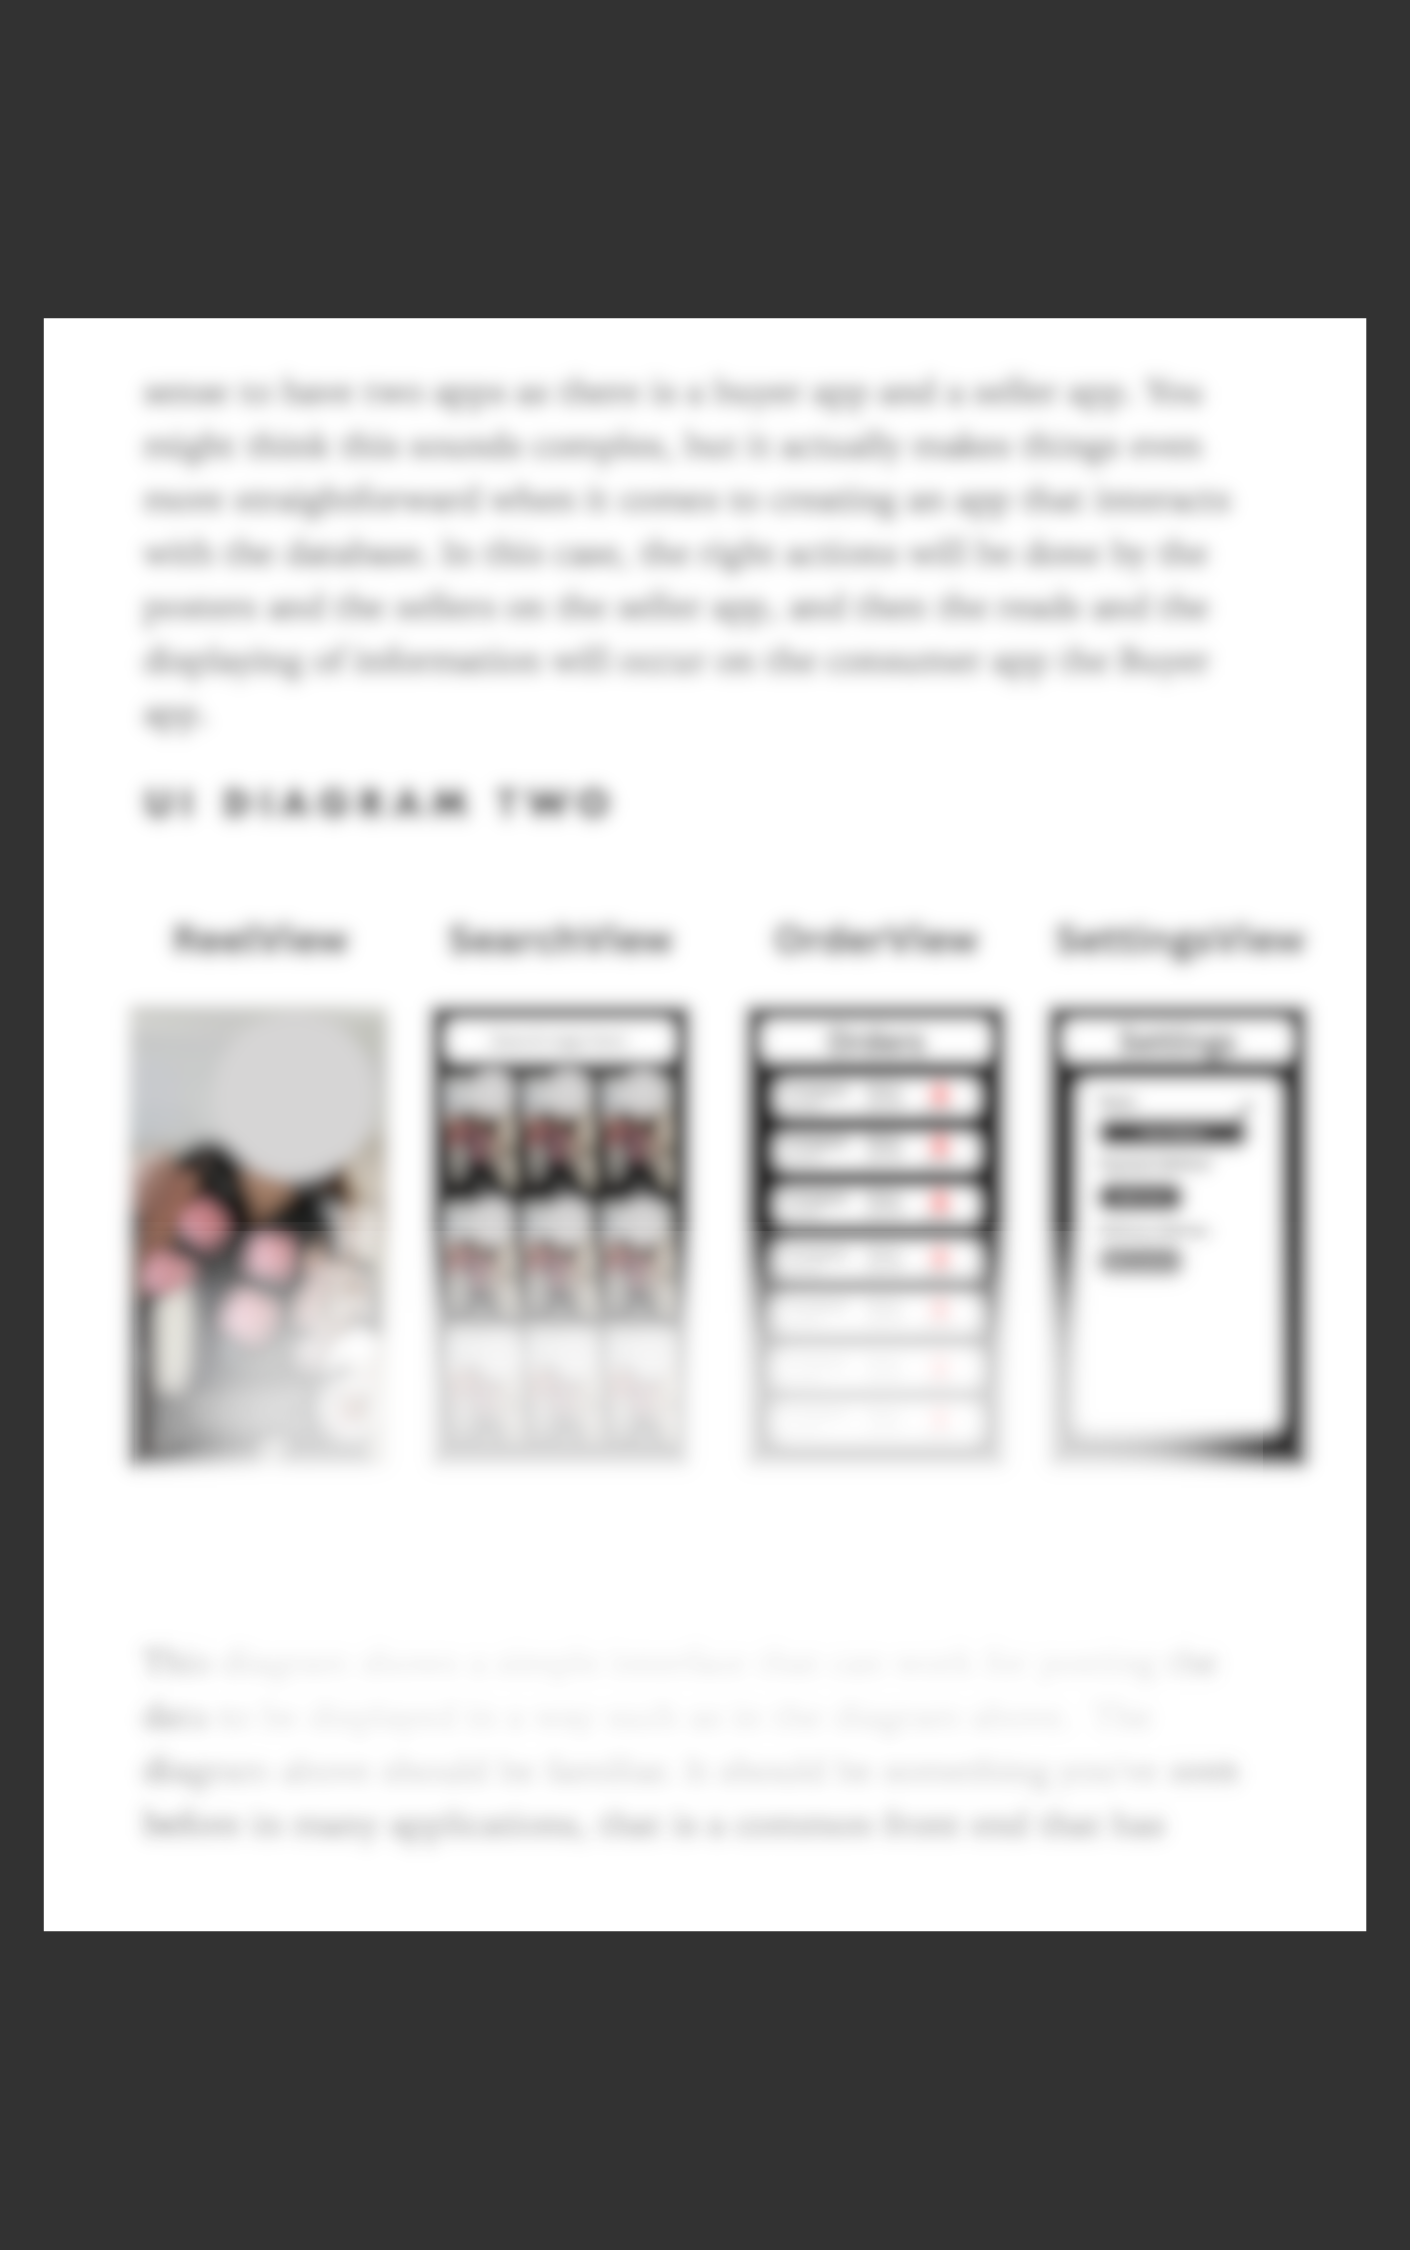 sense to have two apps as there is a buyer app and a seller app. You
might think this sounds complex, but it actually makes things even
more straightforward when it comes to creating an app that interacts
with the database. In this case, the right actions will be done by the
posters and the sellers on the seller app, and then the reads and the
displaying of information will occur on the consumer app the Buyer
app.
UI DIAGRAM TWO
ReelView SearchView OrderView SettingsView
Orders Settings
This diagram shows a simple interface that can work for posting the
data to be displayed in a way such as in the diagram above. The
diagram above should be familiar. It should be something you've seen
before in many applications, that is a common front end that has